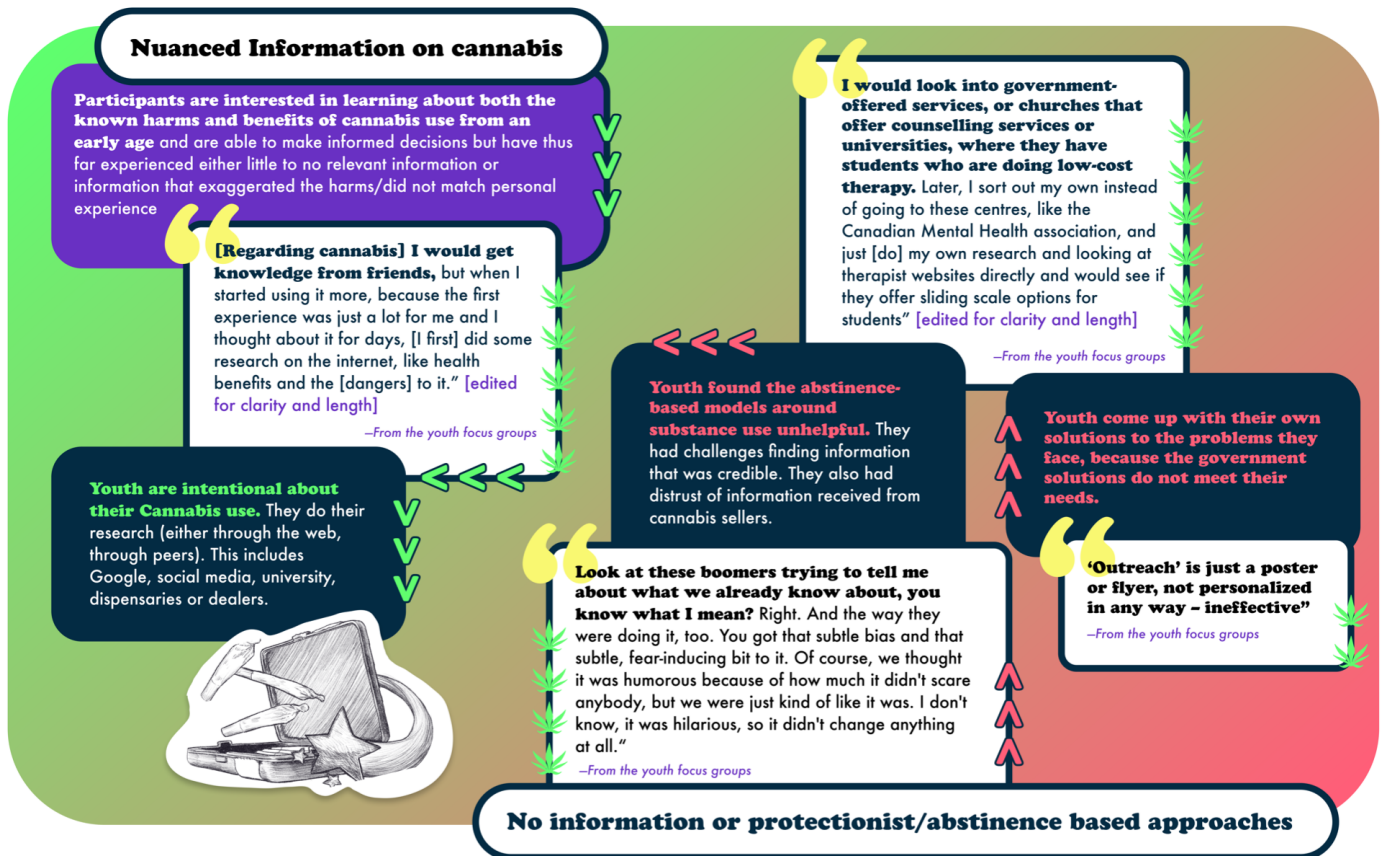 Nuanced Information on cannabis
Participants are interested in learning about both the
known harms and benefits of cannabis use from an
early age and are able to make informed decisions but have thus
far experienced either little to no relevant information or
information that exaggerated the harms/did not match personal
experience
[Regarding cannabis] I would get
knowledge from friends, but when I
started using it more, because the first
experience was just a lot for me and I
thought about it for days, [I first] did some
research on the internet, like health
benefits and the [dangers] to it.” [edited
for clarity and length]
—From the youth focus groups
Youth are intentional about
their Cannabis use. They do their
research (either through the web,
through peers). This includes
Google, social media, university,
dispensaries or dealers.
I would look into government-
offered services, or churches that
offer counselling services or
universities, where they have
students who are doing low-cost
therapy. Later, I sort out my own instead
of going to these centres, like the
Canadian Mental Health association, and
just [do] my own research and looking at
therapist websites directly and would see if
they offer sliding scale options for
students” [edited for clarity and length]
—From the youth focus groups
Youth found the abstinence-
based models around
substance use unhelpful. They
had challenges finding information
that was credible. They also had
distrust of information received from
cannabis sellers.
Youth come up with their own
solutions to the problems they
face, because the government
solutions do not meet their
needs.
‘Outreach’ is just a poster
or flyer, not personalized
in any way – ineffective”
—From the youth focus groups
Look at these boomers trying to tell me
about what we already know about, you
know what I mean? Right. And the way they
were doing it, too. You got that subtle bias and that
subtle, fear-inducing bit to it. Of course, we thought
it was humorous because of how much it didn't scare
anybody, but we were just kind of like it was. I don't
know, it was hilarious, so it didn't change anything
at all.“
—From the youth focus groups
No information or protectionist/abstinence based approaches